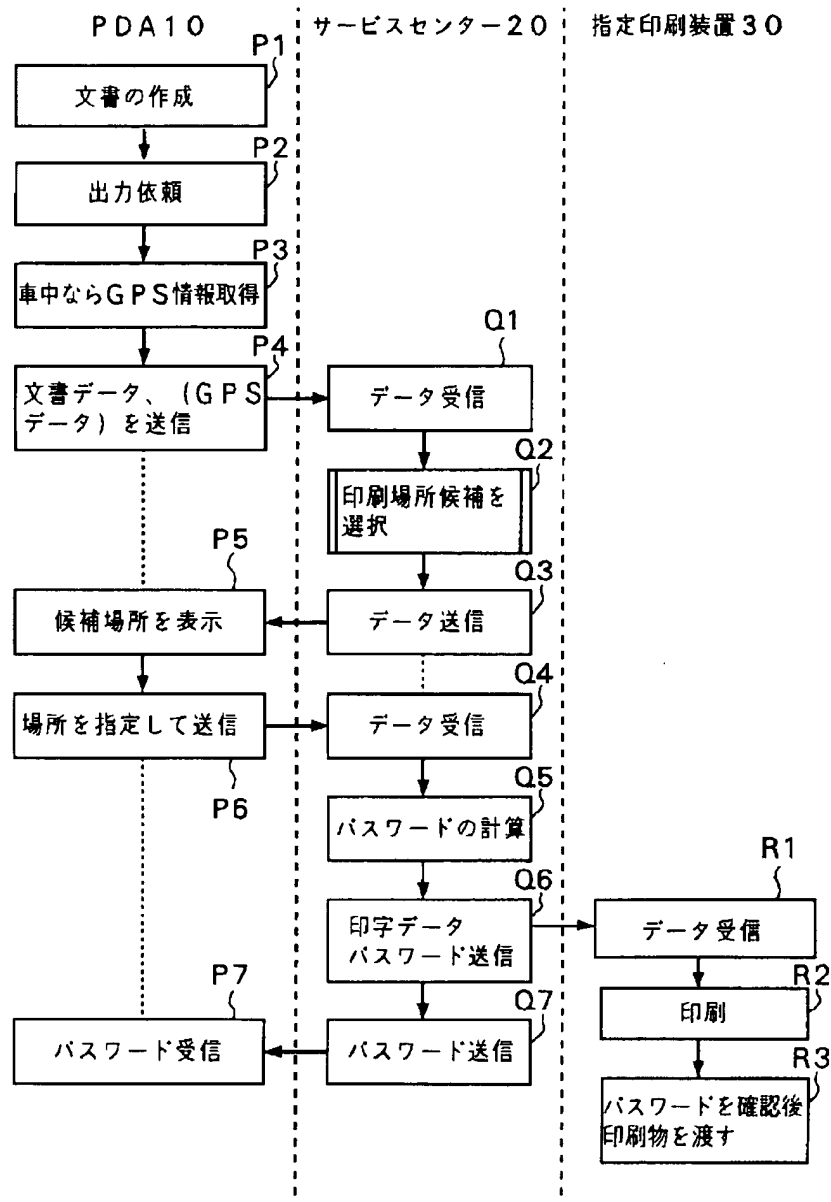 PDA10 サービスセンター20 指定印刷装置30
P1
文書の作成
P2
出力依頼
P3
車中ならGPS情報取得
P4
文書データ、(GPS
データ)を送信
Q1
データ受信
Q2
印刷場所候補を
選択
P5
候補場所を表示
Q3
データ送信
P6
場所を指定して送信
Q4
データ受信
Q5
パスワードの計算
Q6
印字データ
パスワード送信
R1
データ受信
R2
印刷
P7
パスワード受信
Q7
パスワード送信
R3
パスワードを確認後
印刷物を渡す